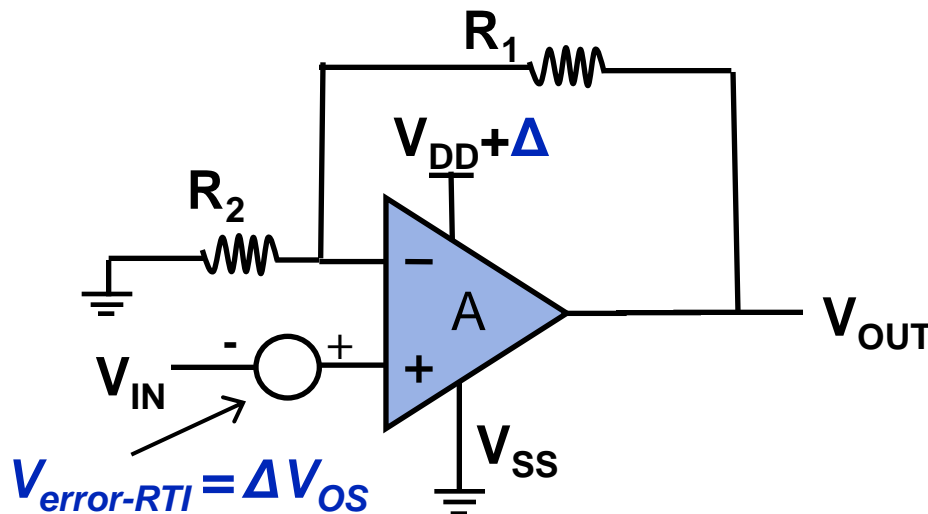 R1
VDD+Δ
R2
−
A
VOUT
- +
VIN
+
VSS
Verror-RTI = ΔVOS